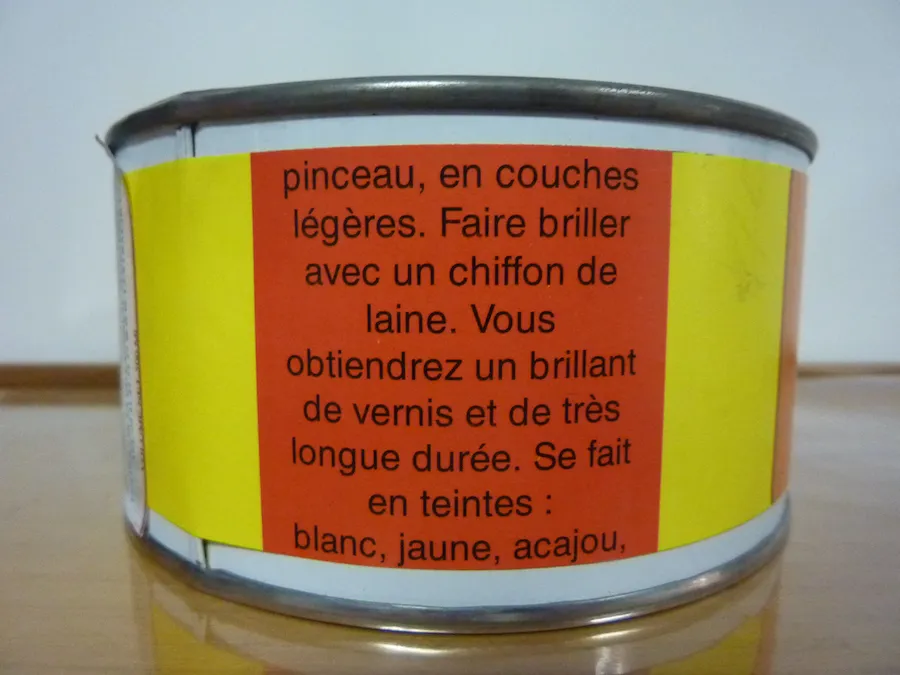 pinceau, en couches
légères. Faire briller
avec un chiffon de
laine. Vous
obtiendrez un brillant
de vernis et de très
longue durée. Se fait
en teintes :
blanc, jaune, acajou,